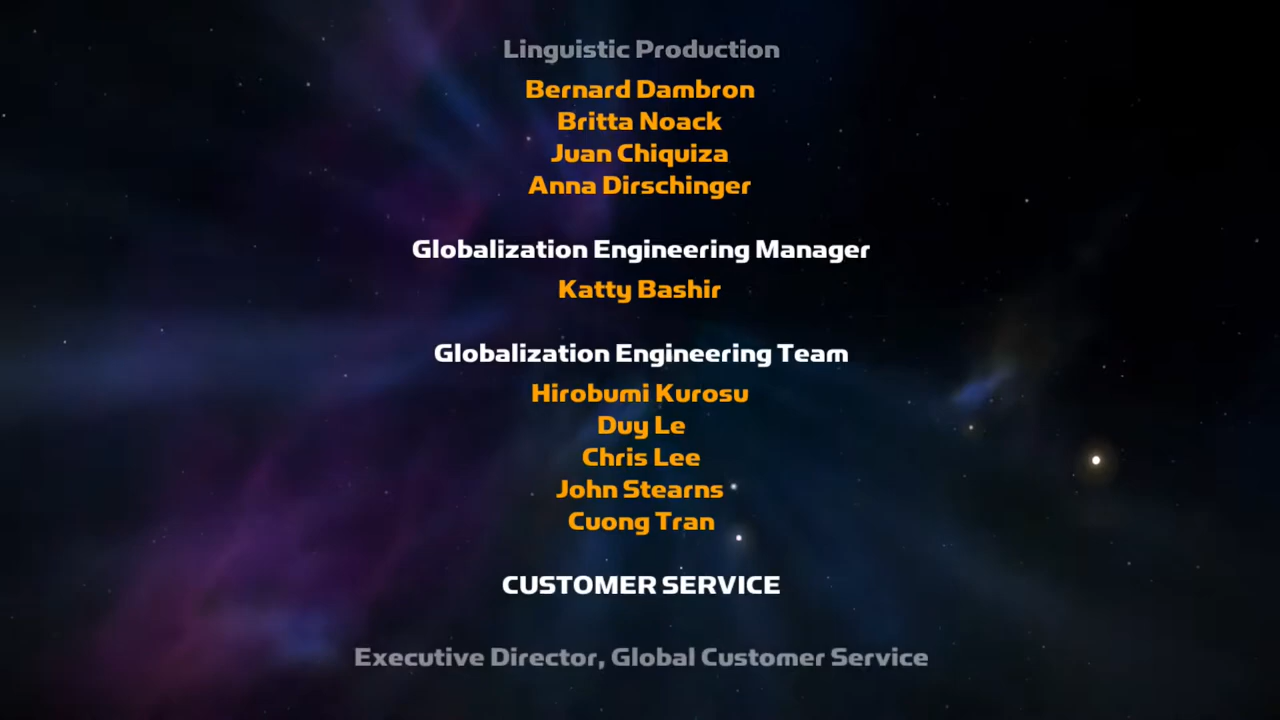 Linguistic Production
Bernard Dambron
Britta Noack
Juan Chiquiza
Anna Dirschinger
Globalization Engineering Manager
Katty Bashir
Globalization Engineering Team
Hirobumi Kurosu
Duy Le
Chris Lee
John Stearns
Cuong Tran
CUSTOMER SERVICE
Executive Director, Global Customer Service